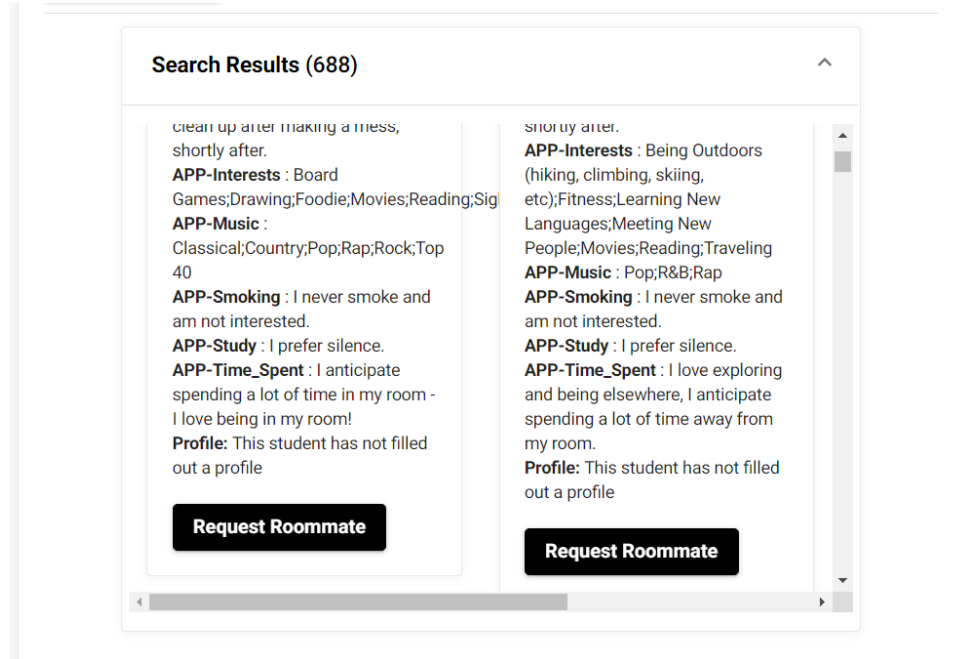 Search Results (688)
clean up after making a mess,
shortly after.
APP-Interests : Board
Games;Drawing;Foodie;Movies;Reading;Sigl
APP-Music :
Classical;Country;Pop;Rap;Rock;Top
40
APP-Smoking : I never smoke and
am not interested.
APP-Study : I prefer silence.
APP-Time_Spent : I anticipate
spending a lot of time in my room -
I love being in my room!
Profile: This student has not filled
out a profile
Request Roommate
shortly after.
APP-Interests : Being Outdoors
(hiking, climbing, skiing,
etc);Fitness;Learning New
Languages;Meeting New
People;Movies;Reading;Traveling
APP-Music : Pop;R&B;Rap
APP-Smoking : I never smoke and
am not interested.
APP-Study : I prefer silence.
APP-Time_Spent : I love exploring
and being elsewhere, I anticipate
spending a lot of time away from
my room.
Profile: This student has not filled
out a profile
Request Roommate